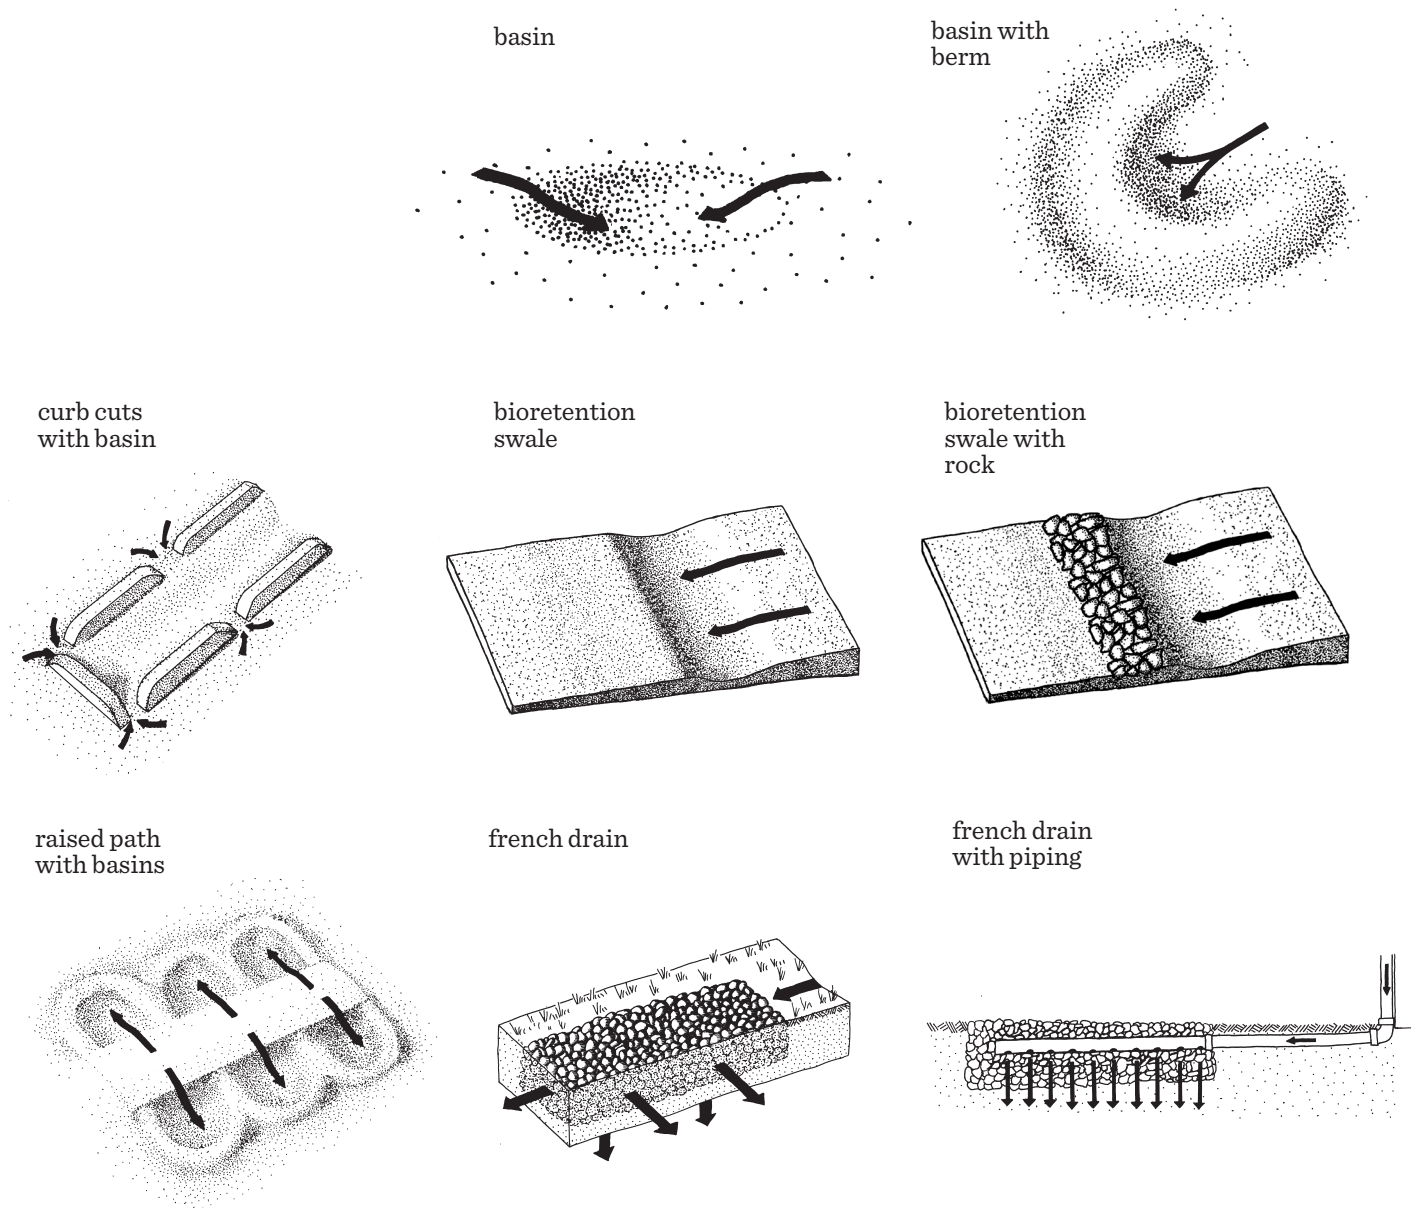 basin
basin with
berm
curb cuts
with basin
bioretention
swale
bioretention
swale with
rock
raised path
with basins
french drain
french drain
with piping